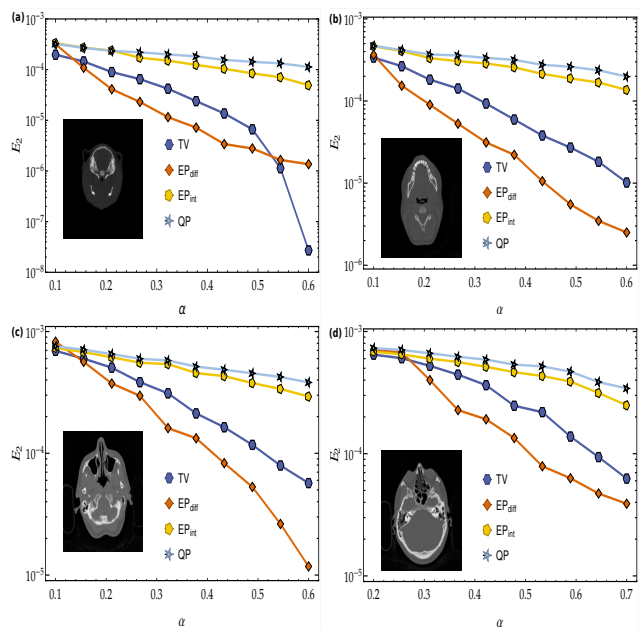 (a)
10⁻³
10⁻⁴
10⁻⁵
10⁻⁶
10⁻⁷
10⁻⁸
E₂
TV
EP_diff
EP_int
QP
0.1 0.2 0.3 0.4 0.5 0.6
α
(b)
10⁻³
10⁻⁴
10⁻⁵
10⁻⁶
E₂
TV
EP_diff
EP_int
QP
0.2 0.3 0.4 0.5 0.6
α
(c)
10⁻³
10⁻⁴
10⁻⁵
E₂
TV
EP_diff
EP_int
QP
0.1 0.2 0.3 0.4 0.5 0.6
α
(d)
10⁻³
10⁻⁴
10⁻⁵
E₂
TV
EP_diff
EP_int
QP
0.2 0.3 0.4 0.5 0.6 0.7
α